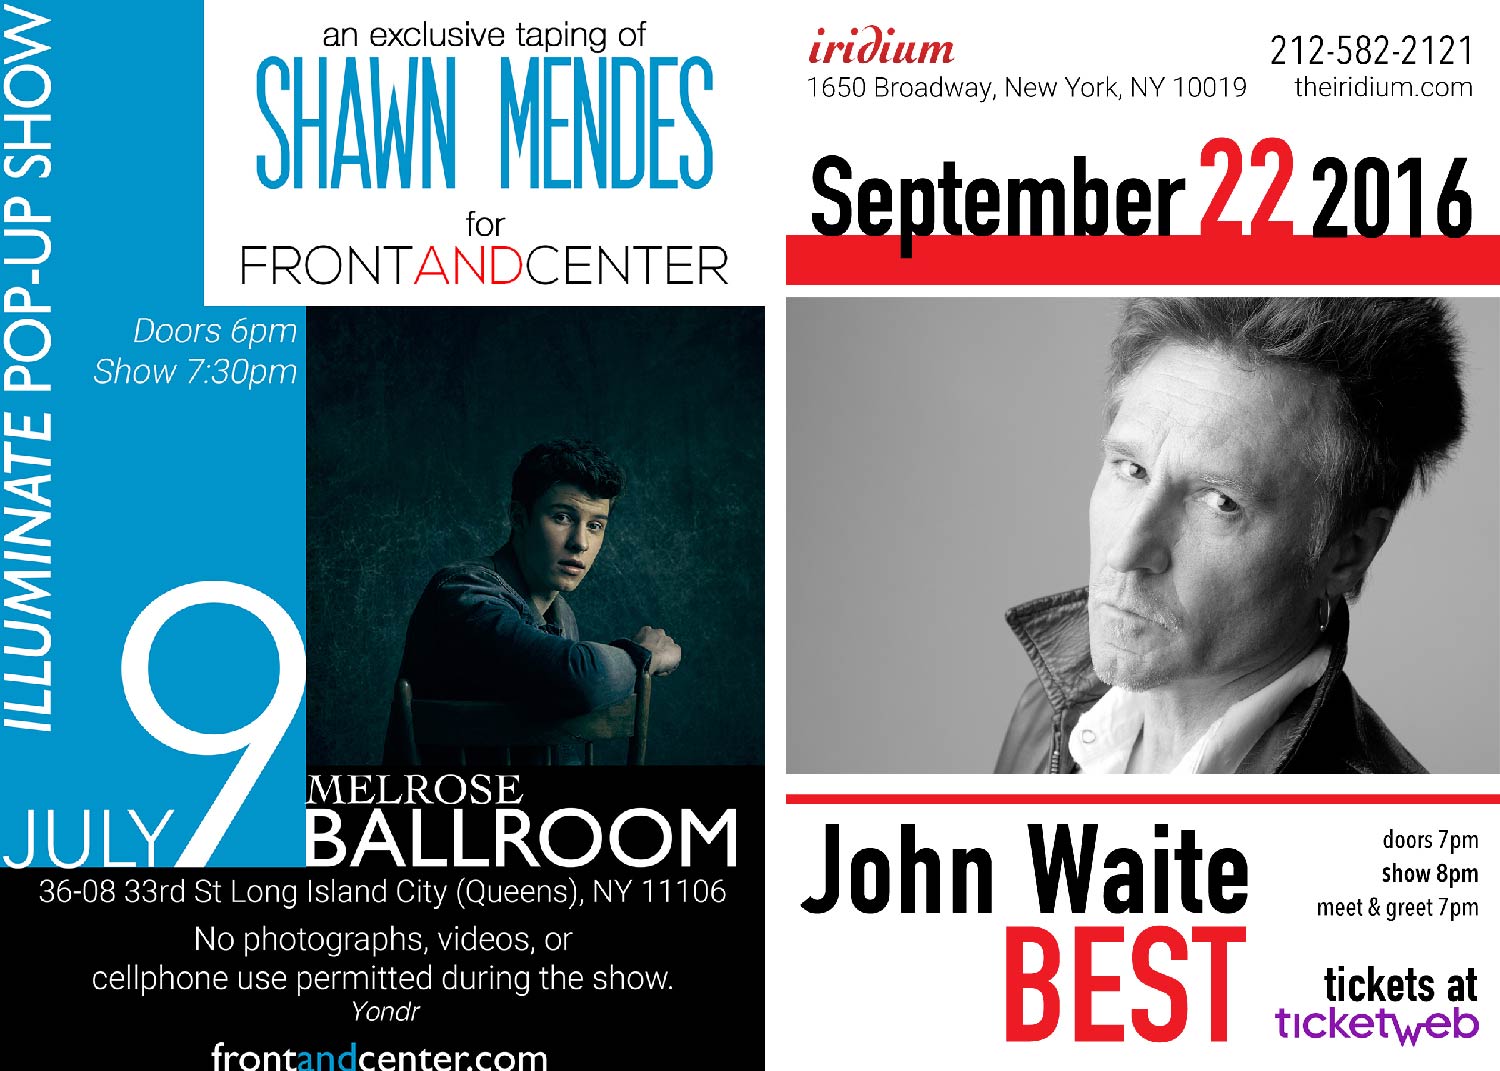 ILLUMINATE POP-UP SHOW
an exclusive taping of
SHAWN MENDES
for
FRONTANDCENTER
Doors 6pm
Show 7:30pm
JULY 9
MELROSE
BALLROOM
36-08 33rd St Long Island City (Queens), NY 11106
No photographs, videos, or
cellphone use permitted during the show.
Yondr
frontandcenter.com
iridium
1650 Broadway, New York, NY 10019
212-582-2121
theiridium.com
September 22 2016
John Waite
BEST
doors 7pm
show 8pm
meet & greet 7pm
tickets at
ticketweb